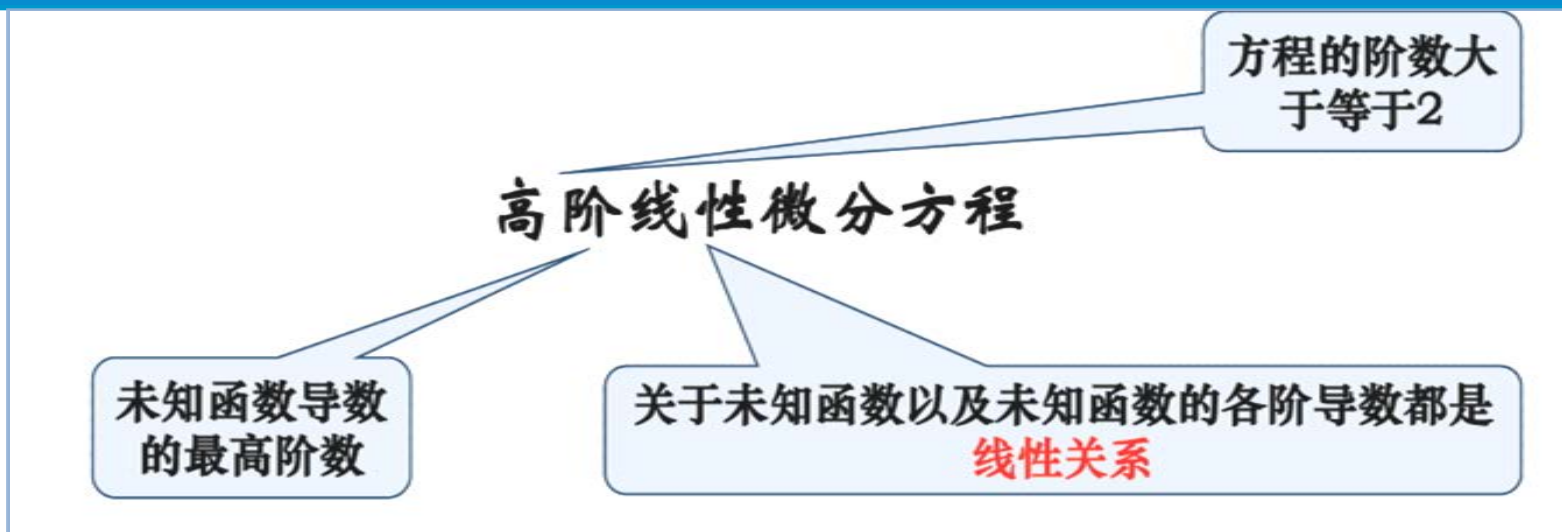 方程的阶数大
于等于2
高阶线性微分方程
未知函数导数
的最高阶数
关于未知函数以及未知函数的各阶导数都是
线性关系